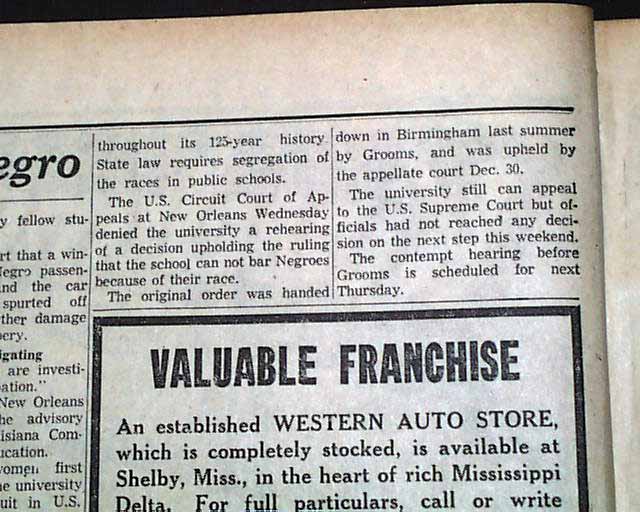 egro
y fellow stu-
rt that a win-
Negro passen-
nd the car
spurted off
ther damage
ery.
igating
are investi-
ation."
New Orleans
he advisory
isiana Com-
ucation.
women first
e university
uit in U.S.
throughout its 125-year history.
State law requires segregation of
the races in public schools.
The U.S. Circuit Court of Ap-
peals at New Orleans Wednesday
denied the university a rehearing
of a decision upholding the ruling
that the school can not bar Negroes
because of their race.
The original order was handed
down in Birmingham last summer
by Grooms, and was upheld by
the appellate court Dec. 30.
The university still can appeal
to the U.S. Supreme Court but of-
ficials had not reached any deci-
sion on the next step this weekend.
The contempt hearing before
Grooms is scheduled for next
Thursday.
VALUABLE FRANCHISE
An established WESTERN AUTO STORE,
which is completely stocked, is available at
Shelby, Miss., in the heart of rich Mississippi
Delta. For full particulars, call or write